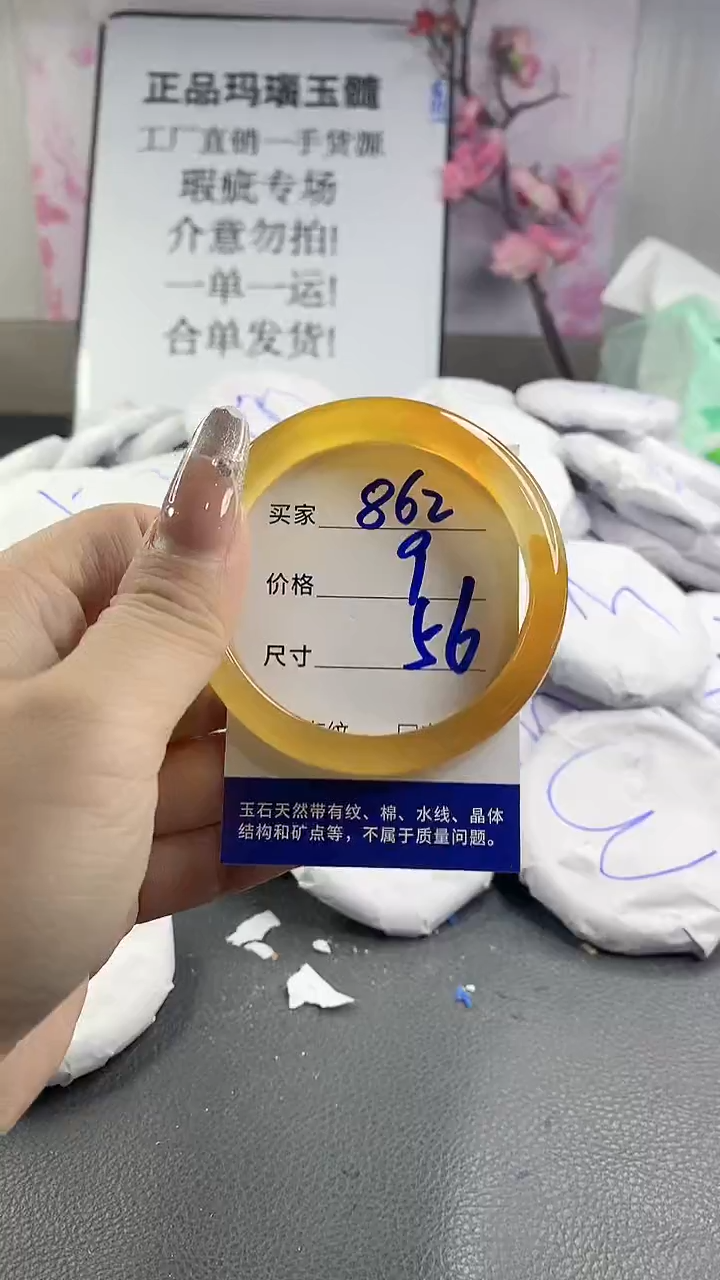 正品玛瑙玉髓
工厂直销一手货源
瑕疵专场
介意勿拍!
一单一运!
合单发货!
买家 862
价格 9
尺寸 56
玉石天然带有纹、棉、水线、晶体
结构和矿点等，不属于质量问题。